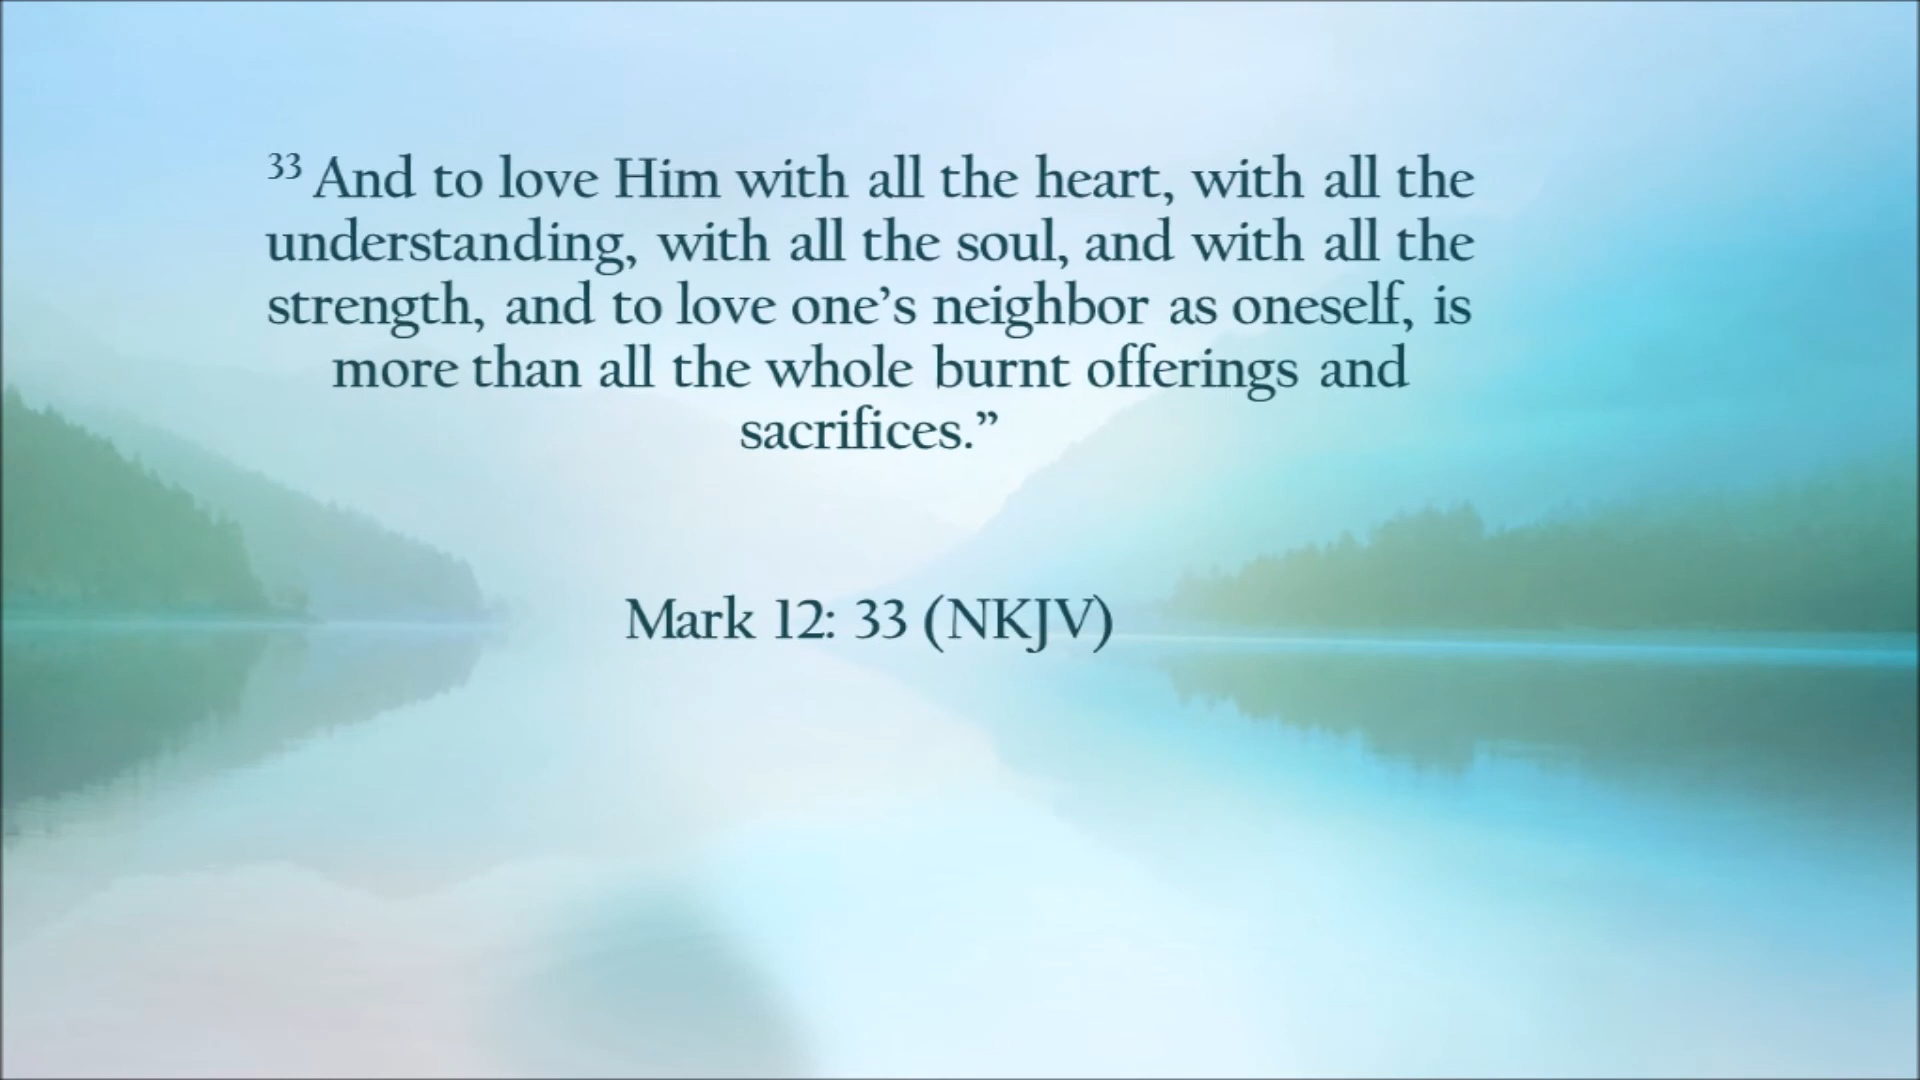 33 And to love Him with all the heart, with all the
understanding, with all the soul, and with all the
strength, and to love one’s neighbor as oneself, is
more than all the whole burnt offerings and
sacrifices.”
Mark 12: 33 (NKJV)